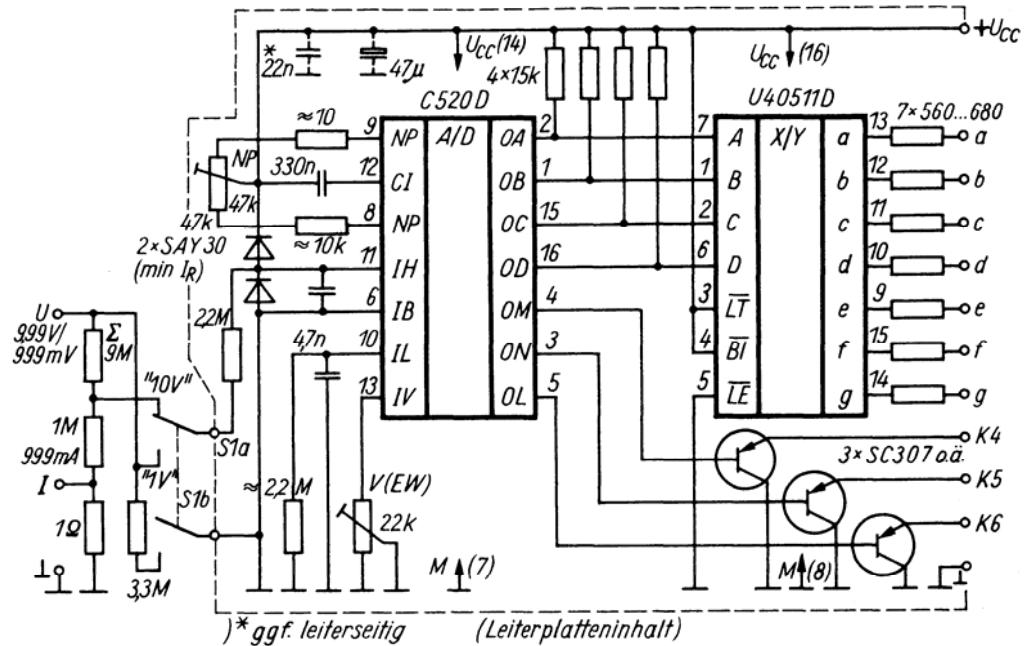 +UCC
* 22n
47µ
UCC (14)
4×15k
UCC (16)
C520D
U40511D
7×560...680
≈10
9 NP A/D OA 2
7 A X/Y a 13 a
NP
47k
330n
12 CI OB 1
1 B b 12 b
47k
8 NP OC 15
2 C c 11 c
≈10k
2×SAY30
(min IR)
11 IH OD 16
6 D d 10 d
6 IB OM 4
3 LT e 9 e
2,2M
U
9,99V/
999mV
Σ
9M
4,7n
10 IL ON 3
4 BI f 15 f
13 IV OL 5
5 LE g 14 g
"10V"
1M
S1a
999mA
"1V"
I
K4
3×SC307 o.ä.
K5
≈2,2M
V(EW)
22k
S1b
1Ω
K6
⊥
3,3M
M (7)
M (8)
⊥
)* ggf. leiterseitig (Leiterplatteninhalt)